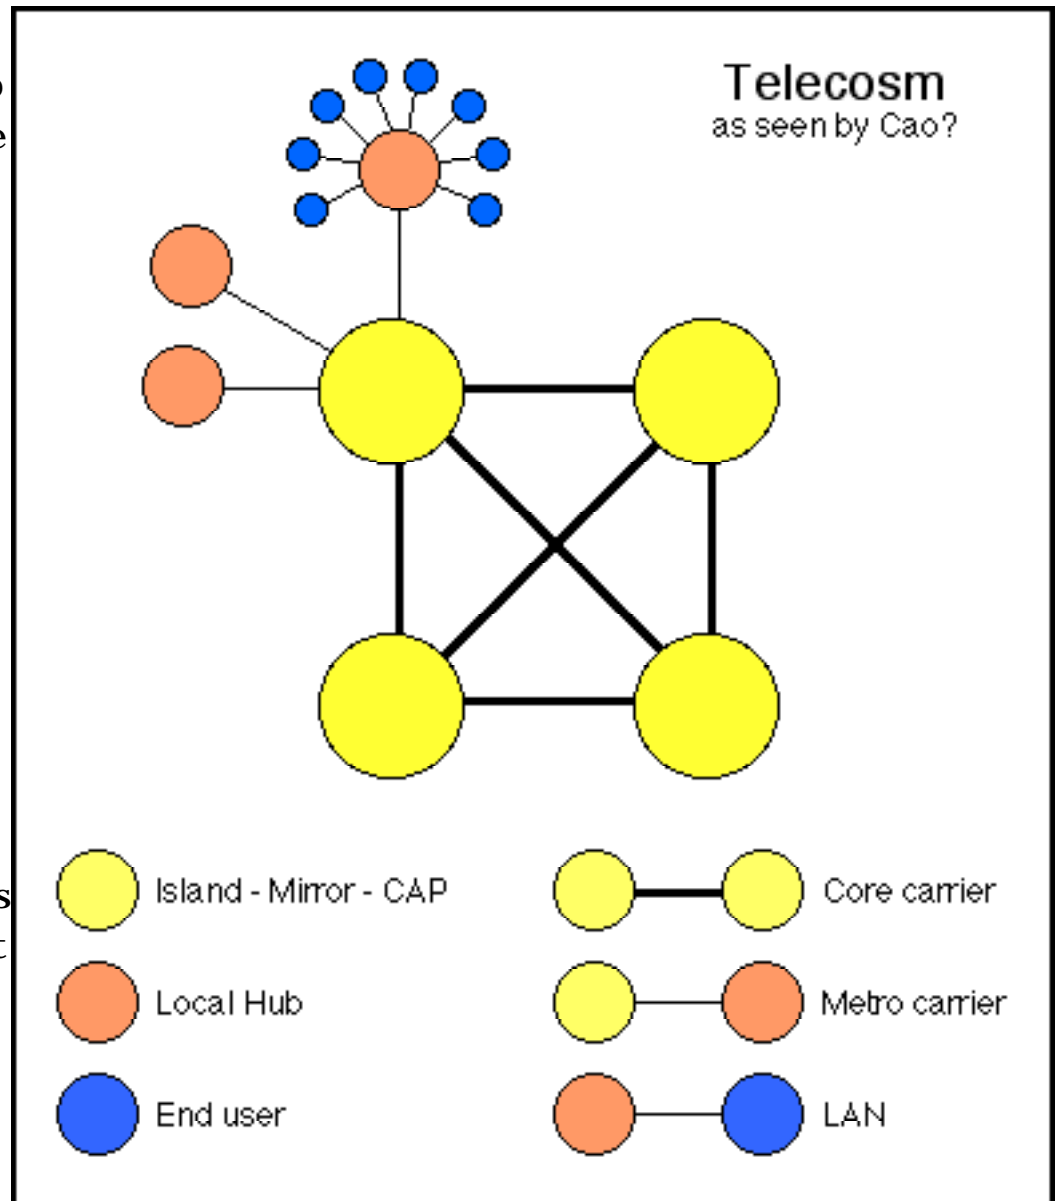 Telecosm
as seen by Cao?
Island - Mirror - CAP
Core carrier
Local Hub
Metro carrier
End user
LAN